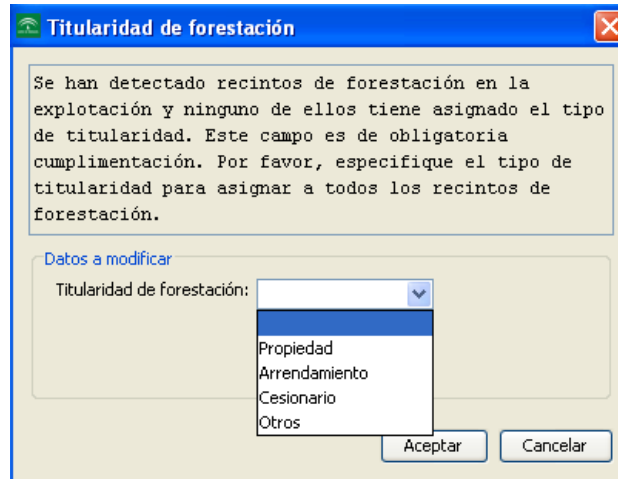 Titularidad de forestación
Se han detectado recintos de forestación en la
explotación y ninguno de ellos tiene asignado el tipo
de titularidad. Este campo es de obligatoria
cumplimentación. Por favor, especifique el tipo de
titularidad para asignar a todos los recintos de
forestación.
Datos a modificar
Titularidad de forestación:
Propiedad
Arrendamiento
Cesionario
Otros
Aceptar Cancelar